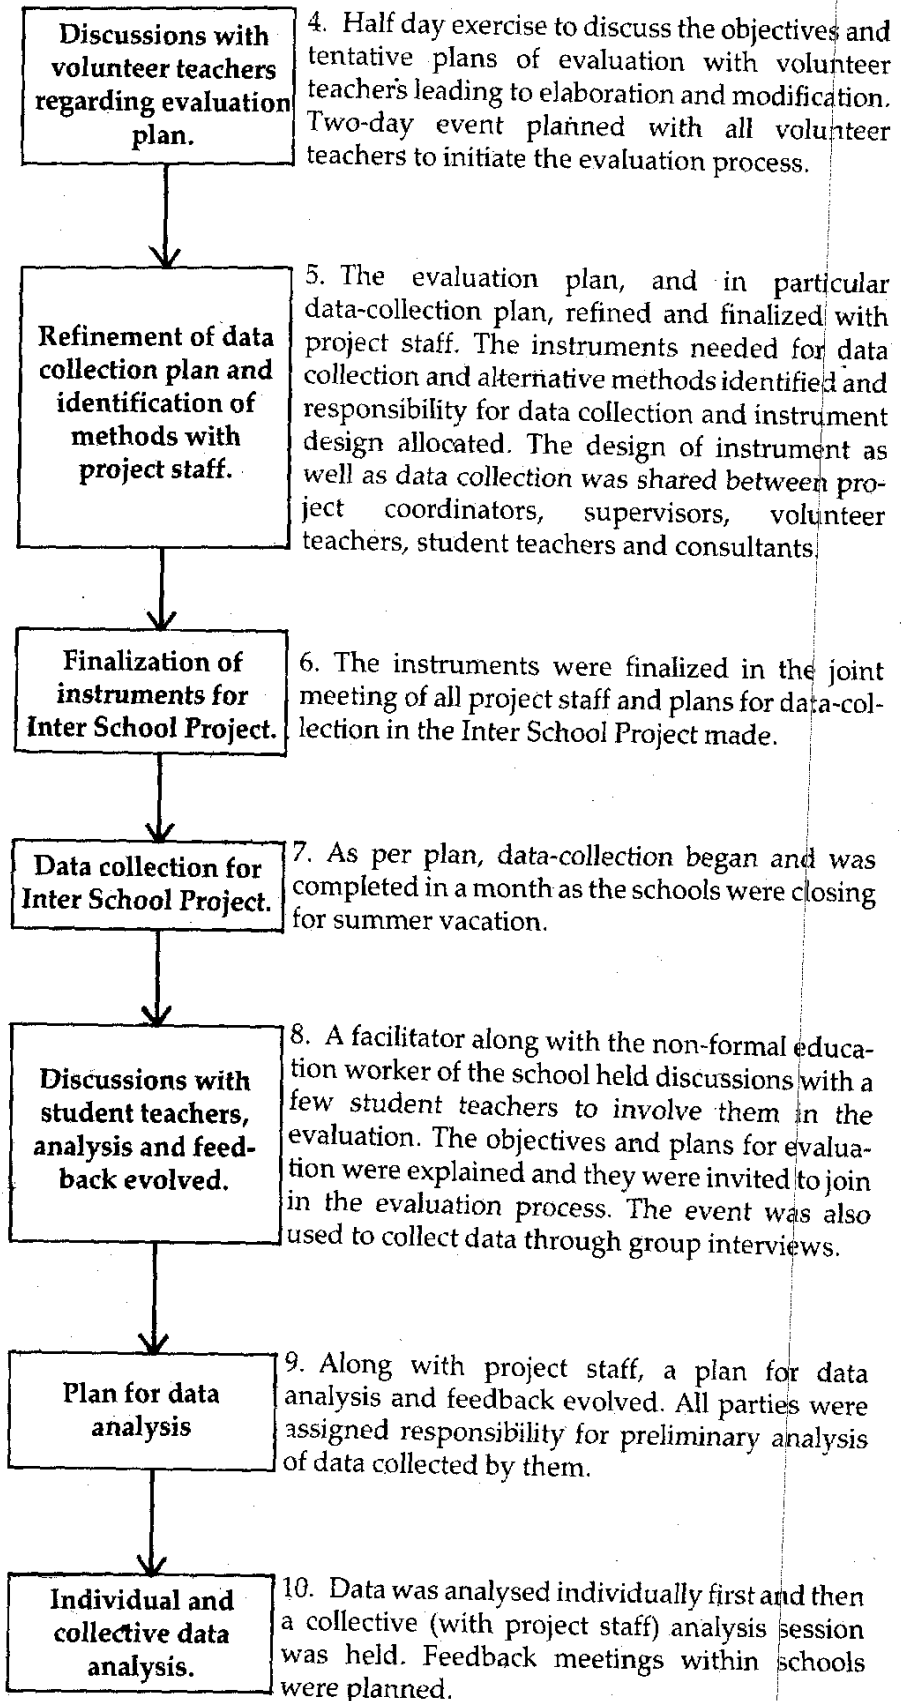 Discussions with
volunteer teachers
regarding evaluation
plan.
4. Half day exercise to discuss the objectives and
tentative plans of evaluation with volunteer
teachers leading to elaboration and modification.
Two-day event planned with all volunteer
teachers to initiate the evaluation process.
Refinement of data
collection plan and
identification of
methods with
project staff.
5. The evaluation plan, and in particular
data-collection plan, refined and finalized with
project staff. The instruments needed for data
collection and alternative methods identified and
responsibility for data collection and instrument
design allocated. The design of instrument as
well as data collection was shared between pro-
ject coordinators, supervisors, volunteer
teachers, student teachers and consultants.
Finalization of
instruments for
Inter School Project.
6. The instruments were finalized in the joint
meeting of all project staff and plans for data-col-
lection in the Inter School Project made.
Data collection for
Inter School Project.
7. As per plan, data-collection began and was
completed in a month as the schools were closing
for summer vacation.
Discussions with
student teachers,
analysis and feed-
back evolved.
8. A facilitator along with the non-formal educa-
tion worker of the school held discussions with a
few student teachers to involve them in the
evaluation. The objectives and plans for evalua-
tion were explained and they were invited to join
in the evaluation process. The event was also
used to collect data through group interviews.
Plan for data
analysis
9. Along with project staff, a plan for data
analysis and feedback evolved. All parties were
assigned responsibility for preliminary analysis
of data collected by them.
Individual and
collective data
analysis.
10. Data was analysed individually first and then
a collective (with project staff) analysis session
was held. Feedback meetings within schools
were planned.